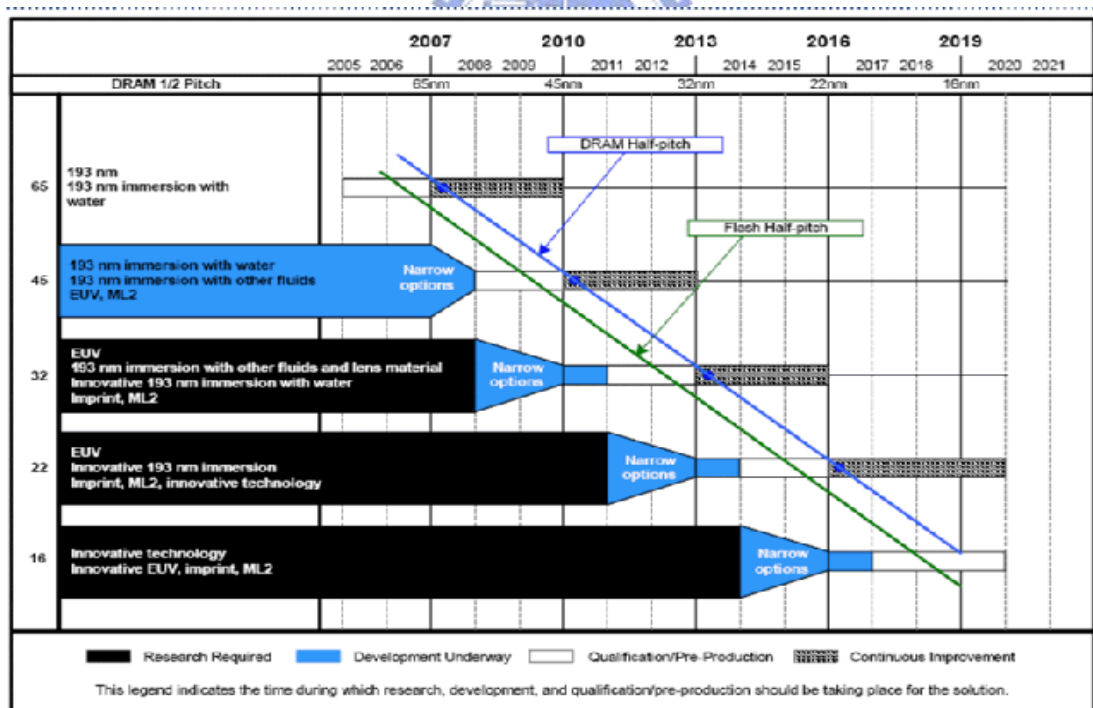 2007 2010 2013 2016 2019
2005 2006 2008 2009 2011 2012 2014 2015 2017 2018 2020 2021
DRAM 1/2 Pitch 65nm 45nm 32nm 22nm 16nm
DRAM Half-pitch
65
193 nm
193 nm immersion with
water
Flash Half-pitch
45
193 nm immersion with water
193 nm immersion with other fluids
EUV, ML2
Narrow
options
32
EUV
193 nm immersion with other fluids and lens material
Innovative 193 nm immersion with water
Imprint, ML2
Narrow
options
22
EUV
Innovative 193 nm immersion
Imprint, ML2, innovative technology
Narrow
options
16
Innovative technology
Innovative EUV, imprint, ML2
Narrow
options
Research Required Development Underway Qualification/Pre-Production Continuous Improvement
This legend indicates the time during which research, development, and qualification/pre-production should be taking place for the solution.